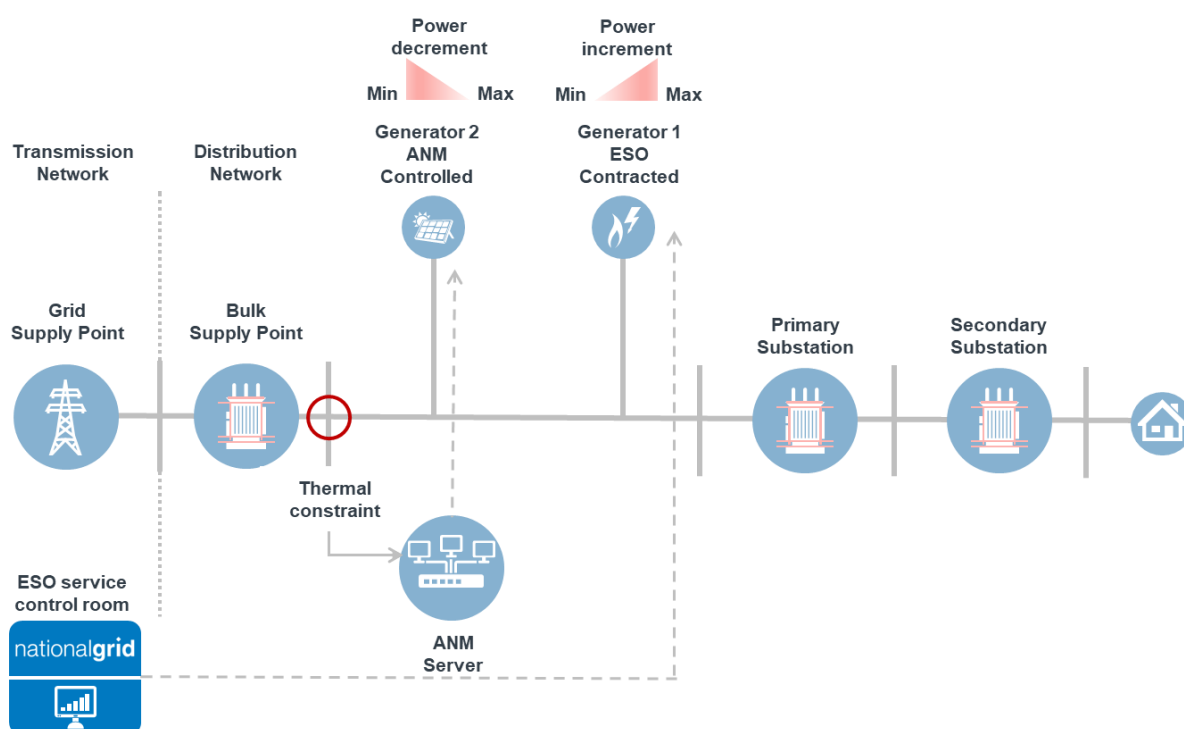 Power
decrement
Min
Max
Power
increment
Min
Max
Transmission
Network
Distribution
Network
Generator 2
ANM
Controlled
Generator 1
ESO
Contracted
Grid
Supply Point
Bulk
Supply Point
Primary
Substation
Secondary
Substation
Thermal
constraint
ESO service
control room
nationalgrid
ANM
Server